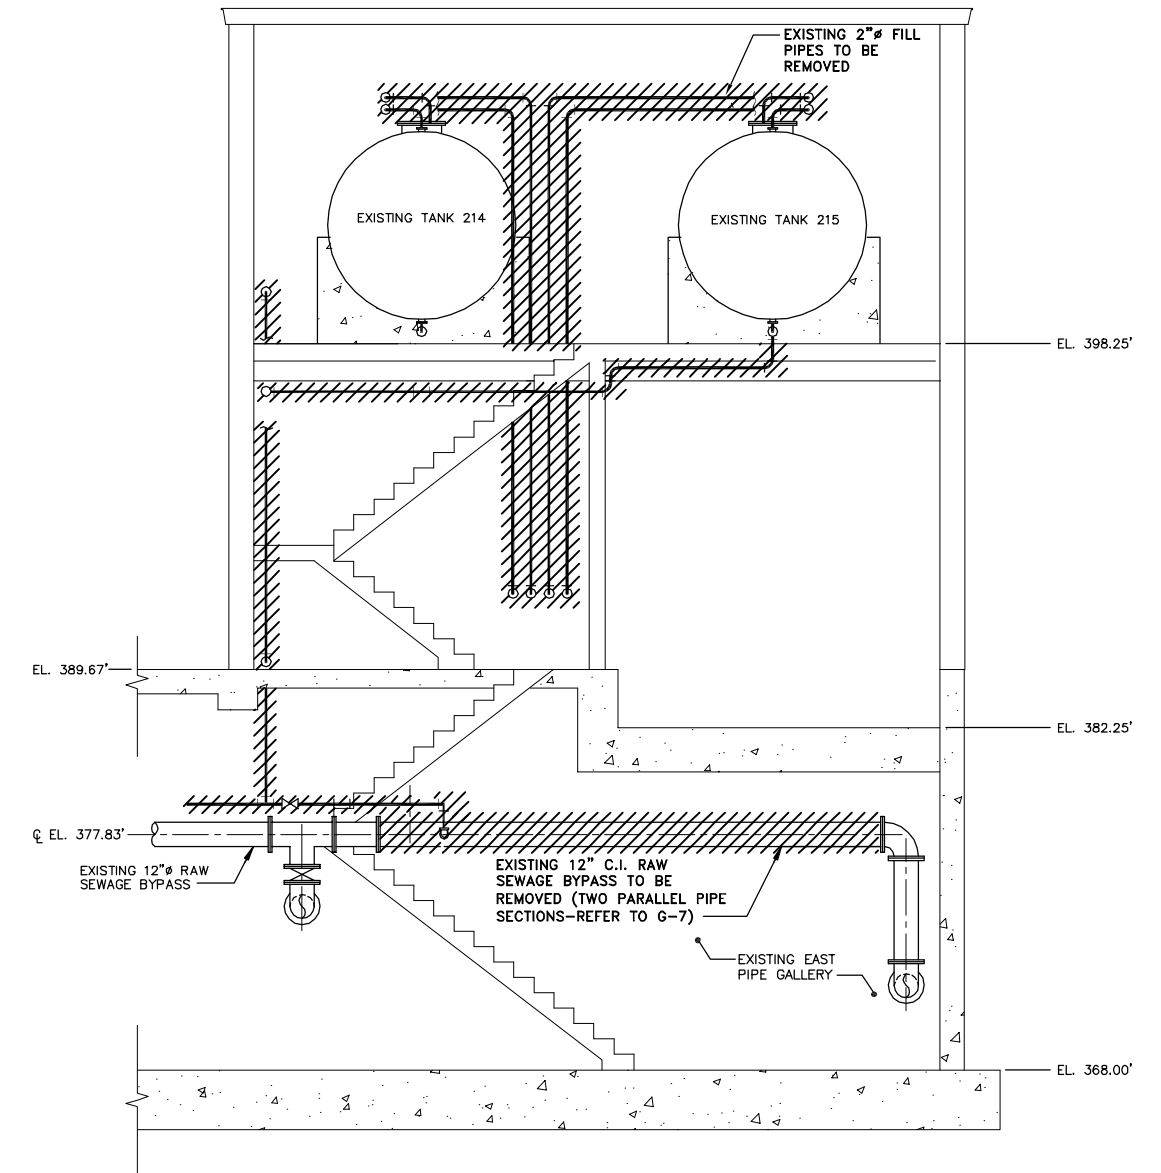 EXISTING 2"ø FILL
PIPES TO BE
REMOVED
EXISTING TANK 214
EXISTING TANK 215
EL. 398.25'
EL. 389.67'
EL. 382.25'
℄ EL. 377.83'
EXISTING 12"ø RAW
SEWAGE BYPASS
EXISTING 12" C.I. RAW
SEWAGE BYPASS TO BE
REMOVED (TWO PARALLEL PIPE
SECTIONS-REFER TO G-7)
EXISTING EAST
PIPE GALLERY
EL. 368.00'